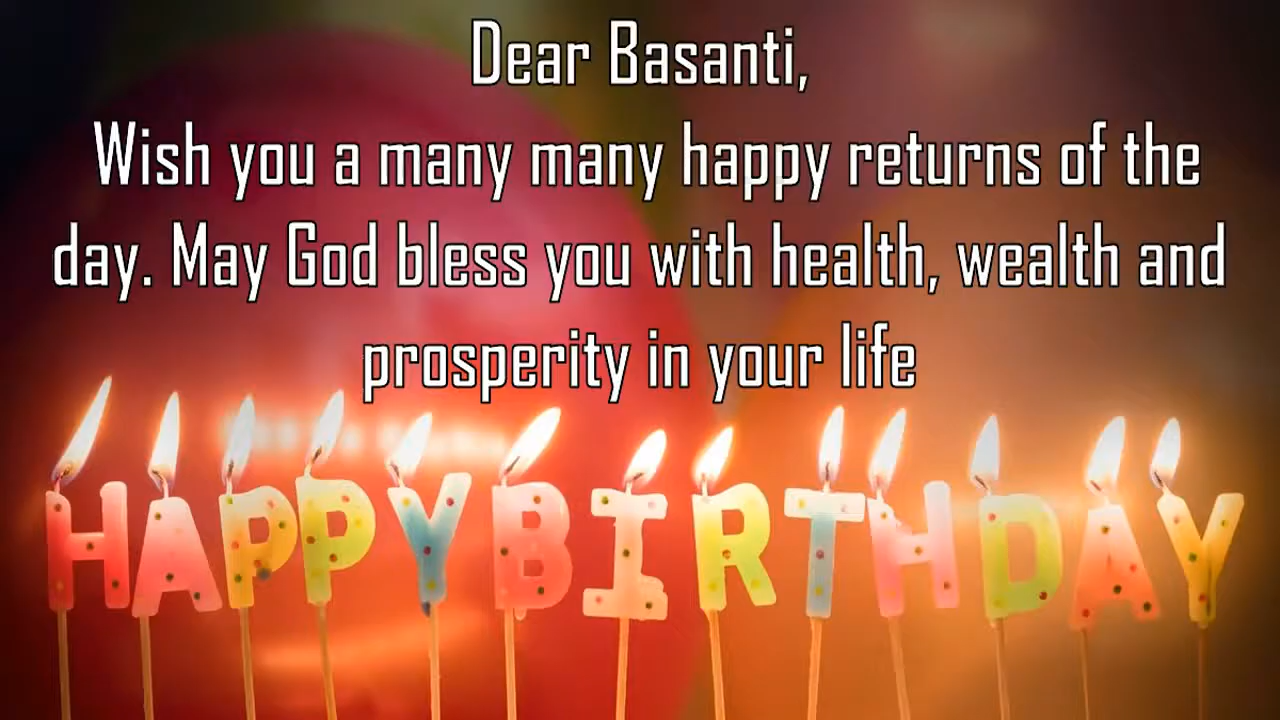 Dear Basanti,
Wish you a many many happy returns of the
day. May God bless you with health, wealth and
prosperity in your life
HAPPY BIRTHDAY